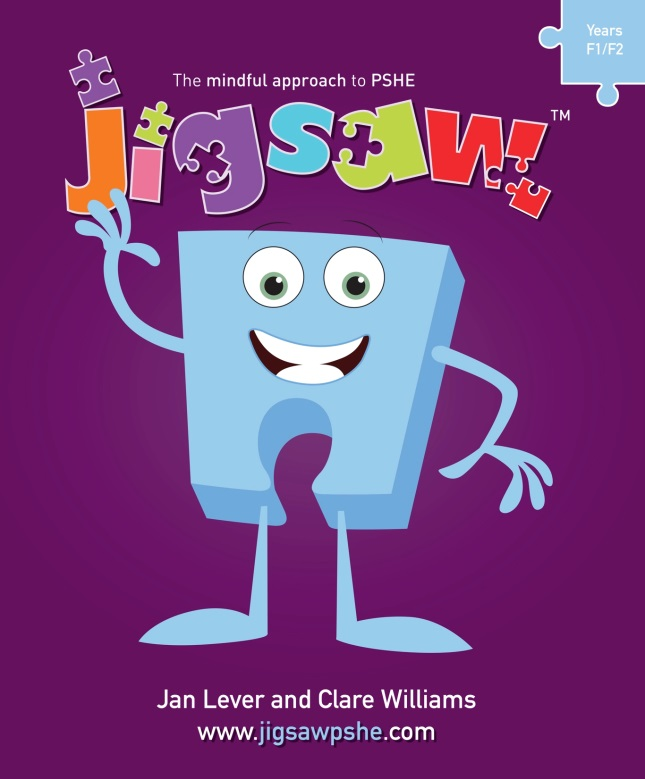 Years
F1/F2
The mindful approach to PSHE
jigsaw! ™
Jan Lever and Clare Williams
www.jigsawpshe.com